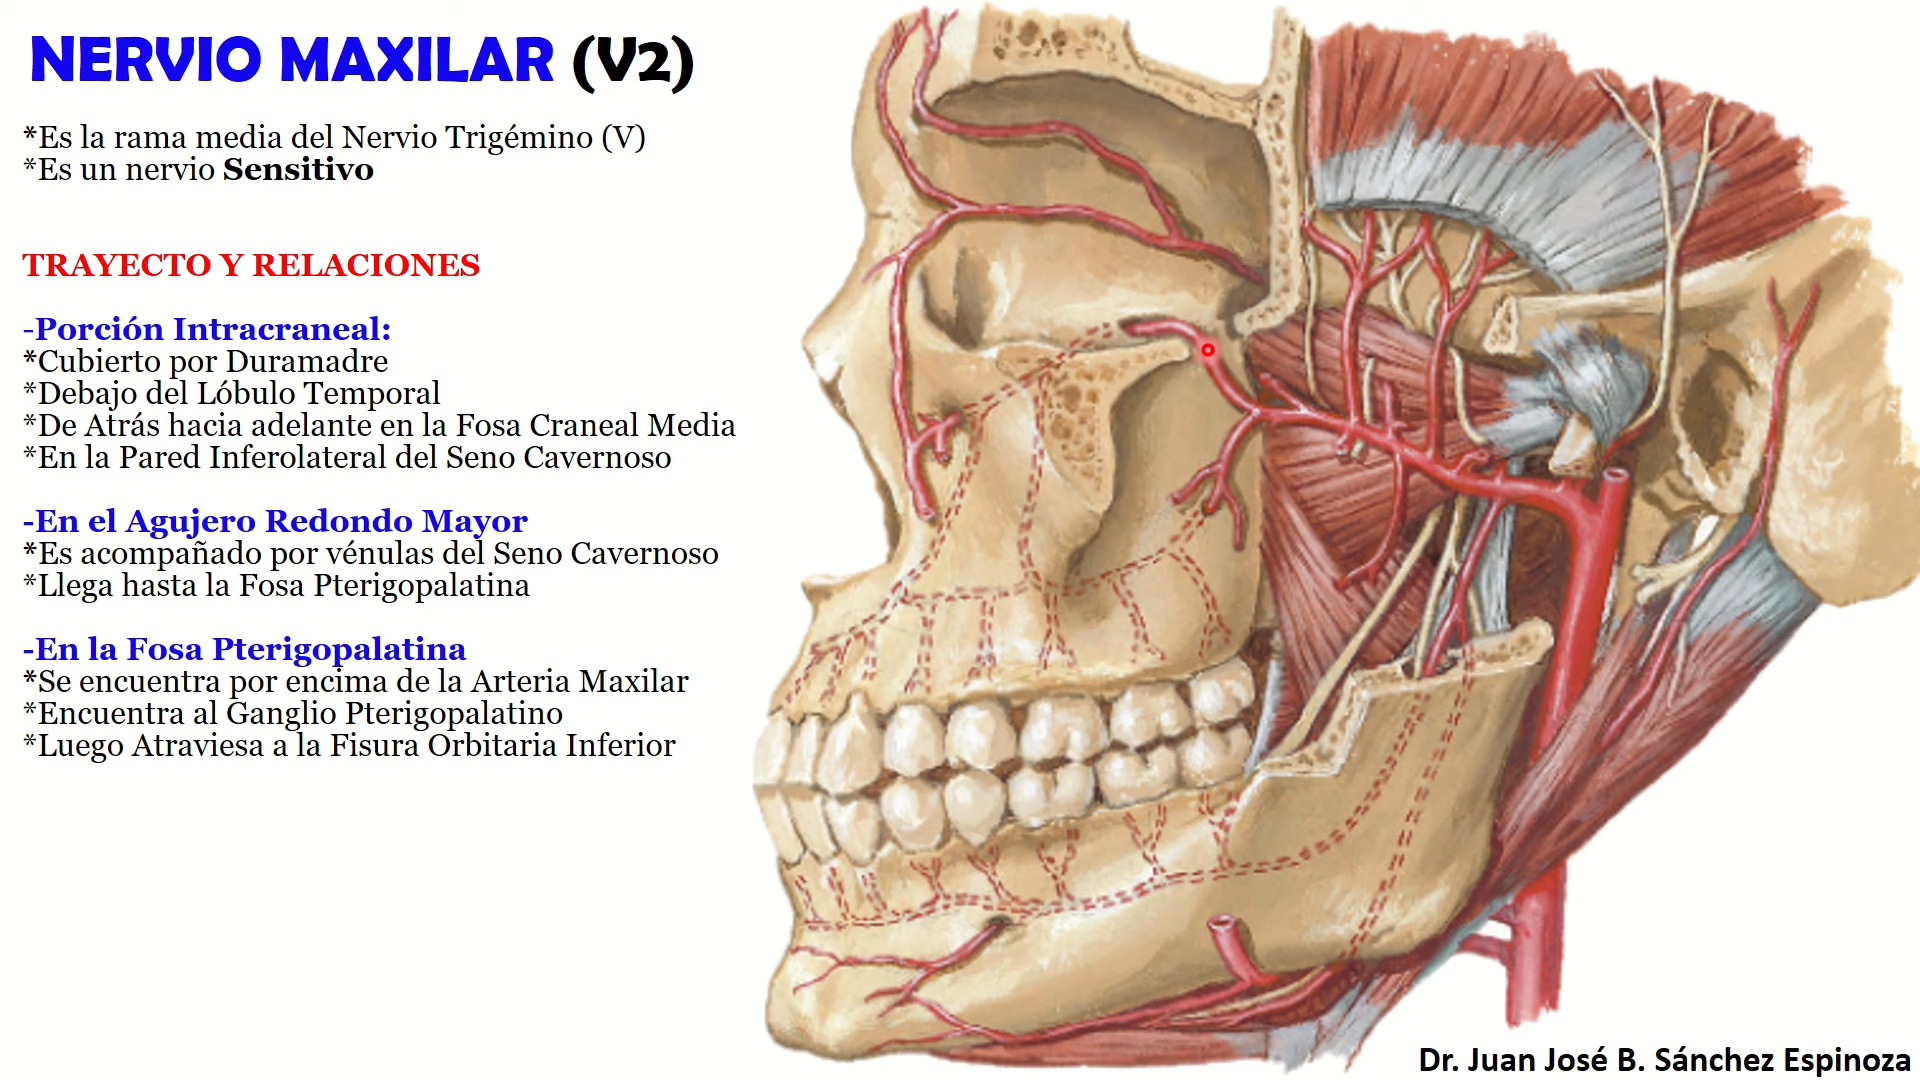 NERVIO MAXILAR (V2)
*Es la rama media del Nervio Trigémino (V)
*Es un nervio Sensitivo
TRAYECTO Y RELACIONES
-Porción Intracraneal:
*Cubierto por Duramadre
*Debajo del Lóbulo Temporal
*De Atrás hacia adelante en la Fosa Craneal Media
*En la Pared Inferolateral del Seno Cavernoso
-En el Agujero Redondo Mayor
*Es acompañado por vénulas del Seno Cavernoso
*Llega hasta la Fosa Pterigopalatina
-En la Fosa Pterigopalatina
*Se encuentra por encima de la Arteria Maxilar
*Encuentra al Ganglio Pterigopalatino
*Luego Atraviesa a la Fisura Orbitaria Inferior
Dr. Juan José B. Sánchez Espinoza